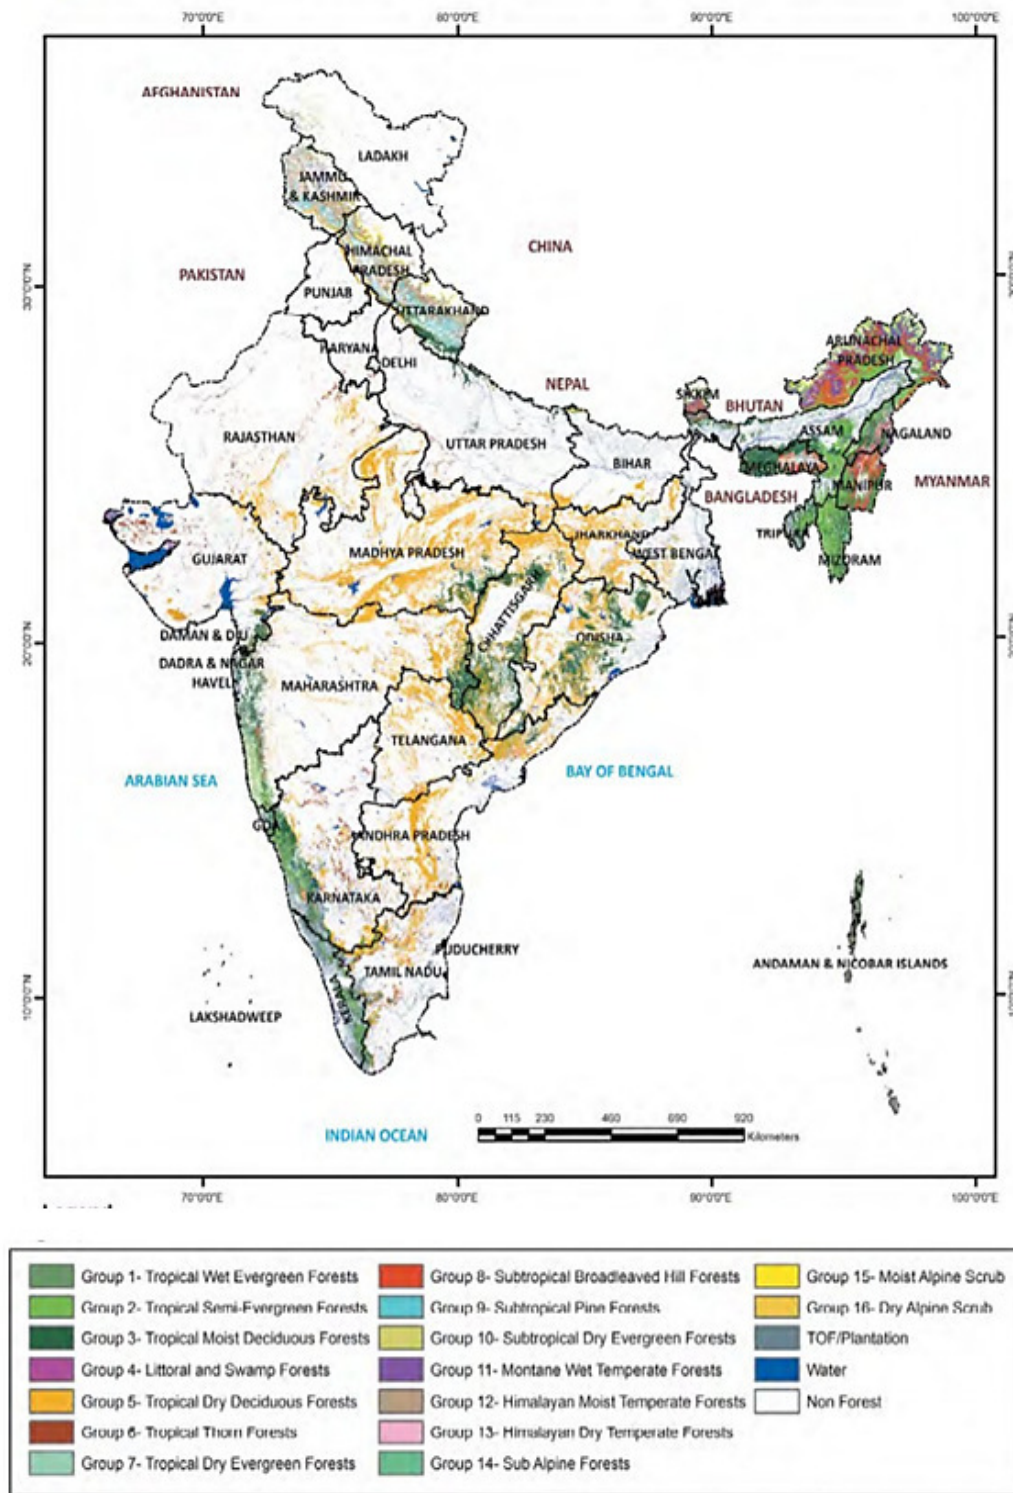 70°0'0"E 80°0'0"E 90°0'0"E 100°0'0"E
AFGHANISTAN
LADAKH
JAMMU
& KASHMIR
CHINA
HIMACHAL
PRADESH
PAKISTAN
PUNJAB
30°0'0"N
UTTARAKHAND
ARUNACHAL
PRADESH
HARYANA
DELHI
NEPAL
SIKKIM
BHUTAN
ASSAM
NAGALAND
RAJASTHAN
UTTAR PRADESH
BIHAR
MEGHALAYA
MANIPUR
MYANMAR
BANGLADESH
TRIPURA
MIZORAM
GUJARAT
MADHYA PRADESH
JHARKHAND
WEST BENGAL
CHHATTISGARH
ODISHA
20°0'0"N
DAMAN & DIU
DADRA & NAGAR
HAVELI
MAHARASHTRA
TELANGANA
ARABIAN SEA
BAY OF BENGAL
GOA
ANDHRA PRADESH
KARNATAKA
PUDUCHERRY
TAMIL NADU
ANDAMAN & NICOBAR ISLANDS
10°0'0"N
KERALA
LAKSHADWEEP
0 115 230 460 690 920
Kilometers
INDIAN OCEAN
70°0'0"E 80°0'0"E 90°0'0"E 100°0'0"E
Group 1- Tropical Wet Evergreen Forests
Group 2- Tropical Semi-Evergreen Forests
Group 3- Tropical Moist Deciduous Forests
Group 4- Littoral and Swamp Forests
Group 5- Tropical Dry Deciduous Forests
Group 6- Tropical Thorn Forests
Group 7- Tropical Dry Evergreen Forests
Group 8- Subtropical Broadleaved Hill Forests
Group 9- Subtropical Pine Forests
Group 10- Subtropical Dry Evergreen Forests
Group 11- Montane Wet Temperate Forests
Group 12- Himalayan Moist Temperate Forests
Group 13- Himalayan Dry Temperate Forests
Group 14- Sub Alpine Forests
Group 15- Moist Alpine Scrub
Group 16- Dry Alpine Scrub
TOF/Plantation
Water
Non Forest